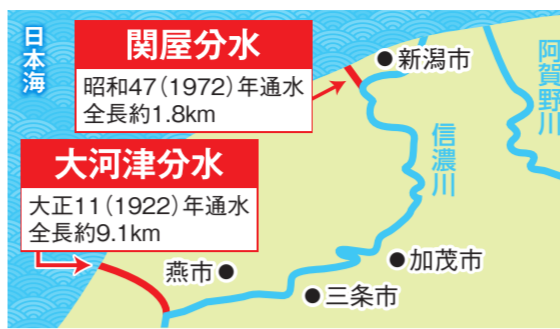 日本海
関屋分水
昭和47(1972)年通水
全長約1.8km
新潟市
阿賀野川
信濃川
大河津分水
大正11(1922)年通水
全長約9.1km
燕市
加茂市
三条市